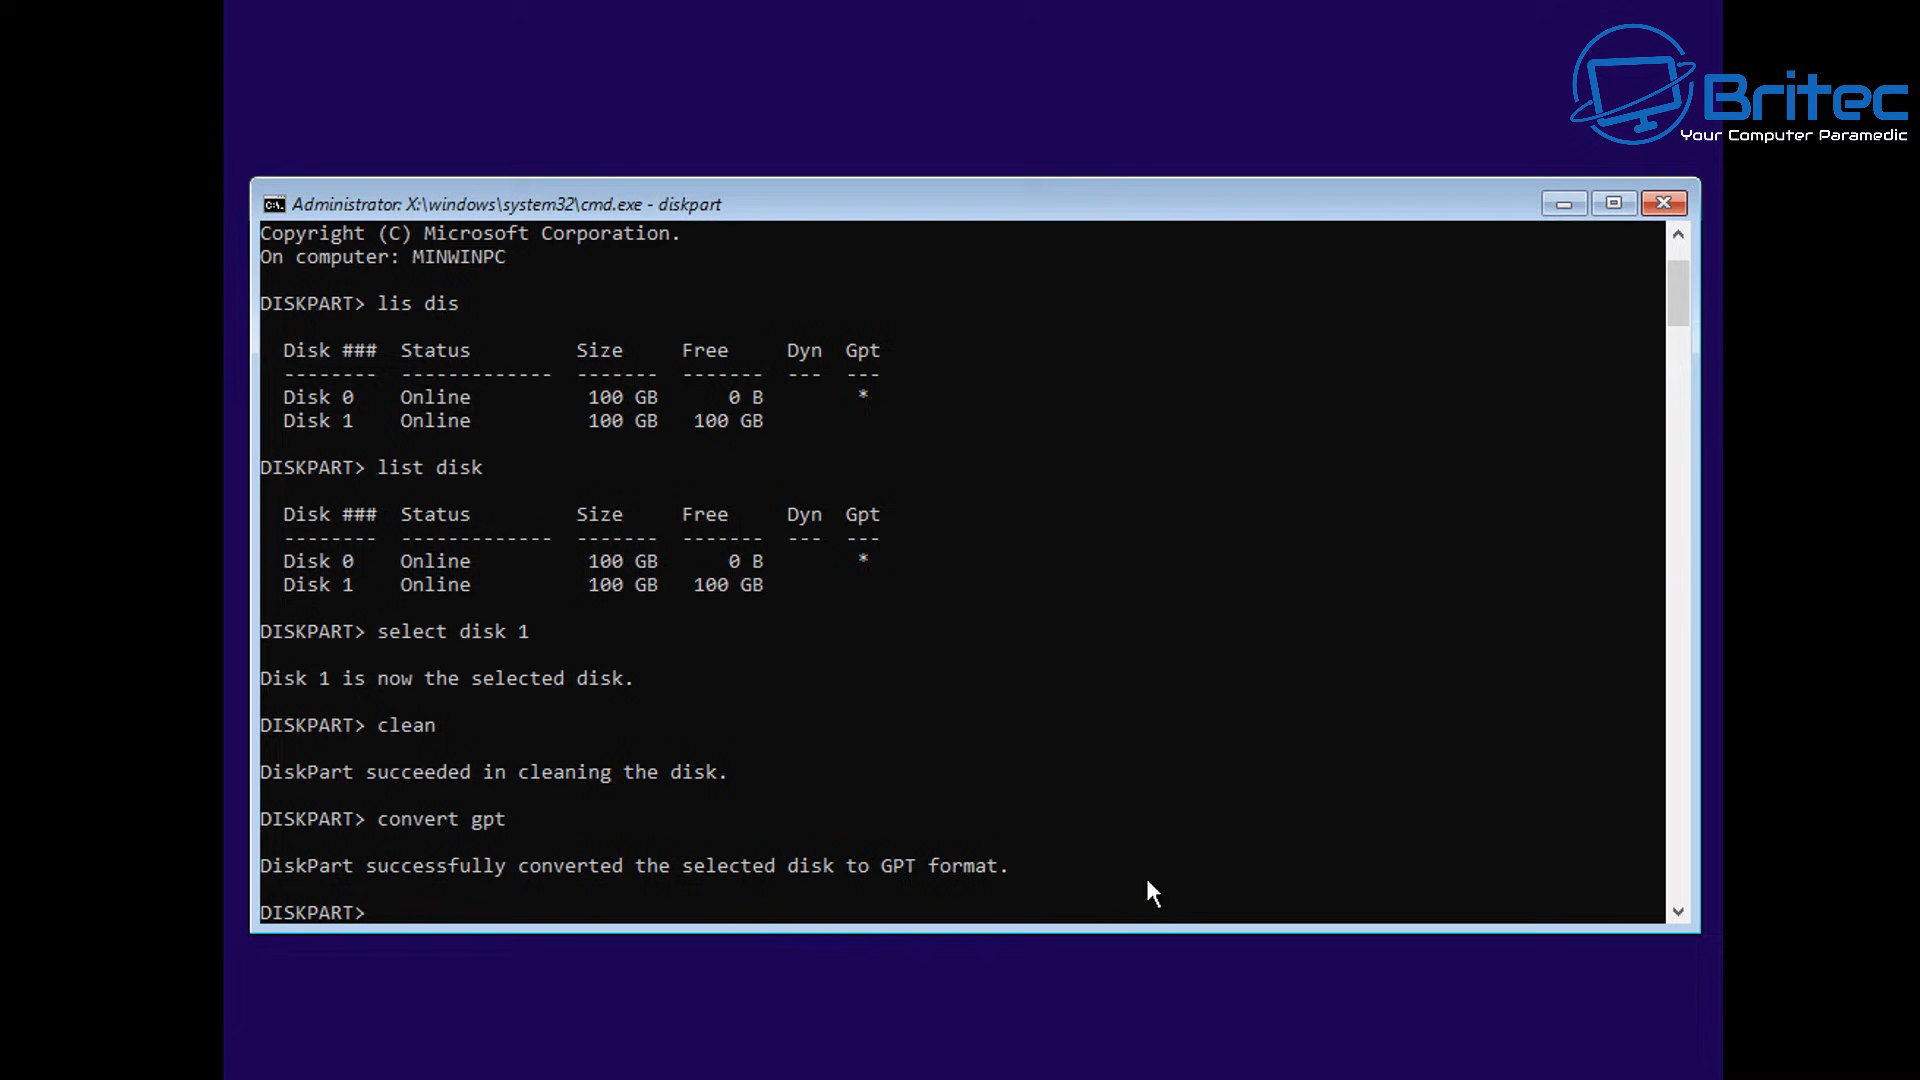 Britec
Your Computer Paramedic
Administrator: X:\windows\system32\cmd.exe - diskpart
Copyright (C) Microsoft Corporation.
On computer: MINWINPC
DISKPART> lis dis
Disk ###  Status         Size     Free     Dyn  Gpt
--------  -------------  -------  -------  ---  ---
Disk 0    Online          100 GB      0 B        *
Disk 1    Online          100 GB   100 GB
DISKPART> list disk
Disk ###  Status         Size     Free     Dyn  Gpt
--------  -------------  -------  -------  ---  ---
Disk 0    Online          100 GB      0 B        *
Disk 1    Online          100 GB   100 GB
DISKPART> select disk 1
Disk 1 is now the selected disk.
DISKPART> clean
DiskPart succeeded in cleaning the disk.
DISKPART> convert gpt
DiskPart successfully converted the selected disk to GPT format.
DISKPART>